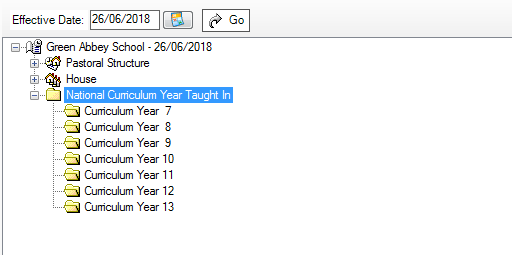 Effective Date: 26/06/2018 Go
Green Abbey School - 26/06/2018
Pastoral Structure
House
National Curriculum Year Taught In
Curriculum Year 7
Curriculum Year 8
Curriculum Year 9
Curriculum Year 10
Curriculum Year 11
Curriculum Year 12
Curriculum Year 13